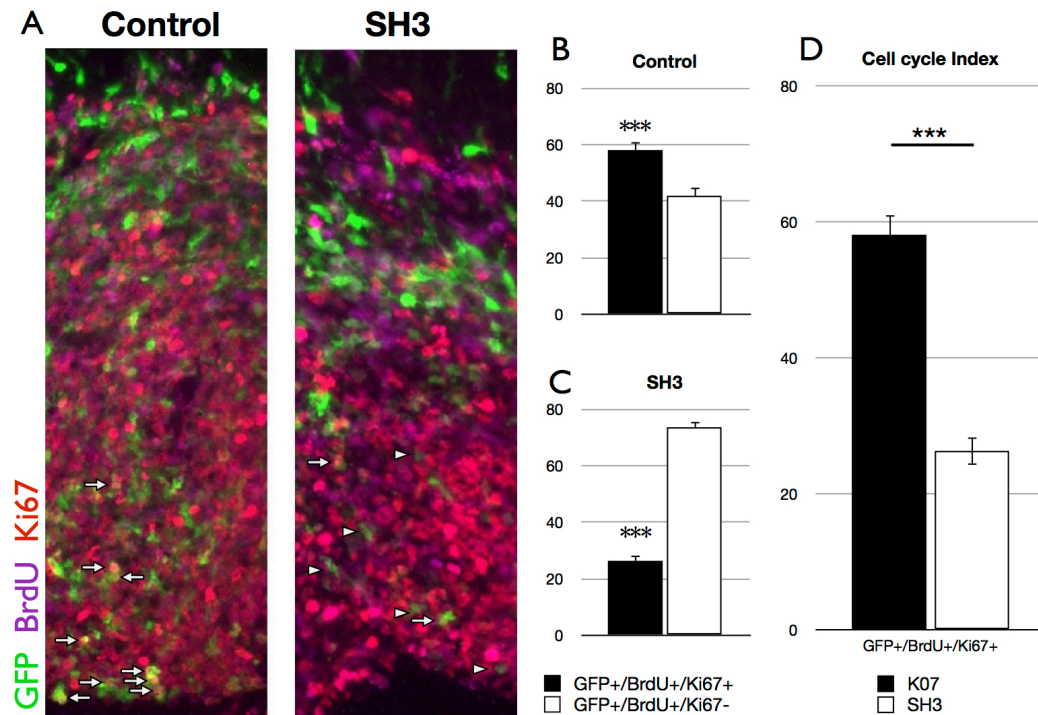 A
Control
SH3
GFP BrdU Ki67
B
Control
80
60
40
20
0
***
C
SH3
80
60
40
20
0
***
GFP+/BrdU+/Ki67+
GFP+/BrdU+/Ki67-
D
Cell cycle Index
80
60
40
20
0
***
GFP+/BrdU+/Ki67+
K07
SH3